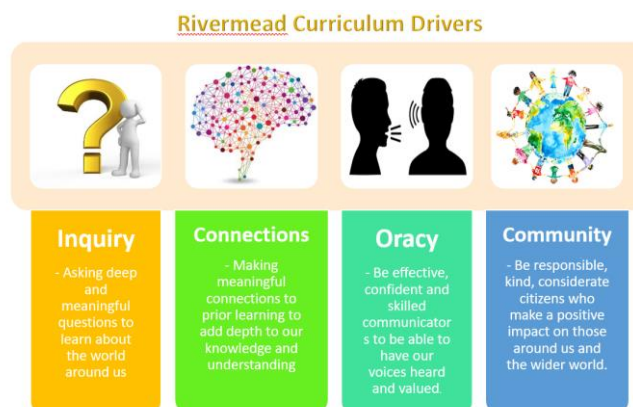 Rivermead Curriculum Drivers
Inquiry
- Asking deep
and
meaningful
questions to
learn about
the world
around us
Connections
- Making
meaningful
connections to
prior learning to
add depth to our
knowledge and
understanding
Oracy
- Be effective,
confident and
skilled
communicator
s to be able to
have our
voices heard
and valued.
Community
- Be responsible,
kind, considerate
citizens who
make a positive
impact on those
around us and
the wider world.